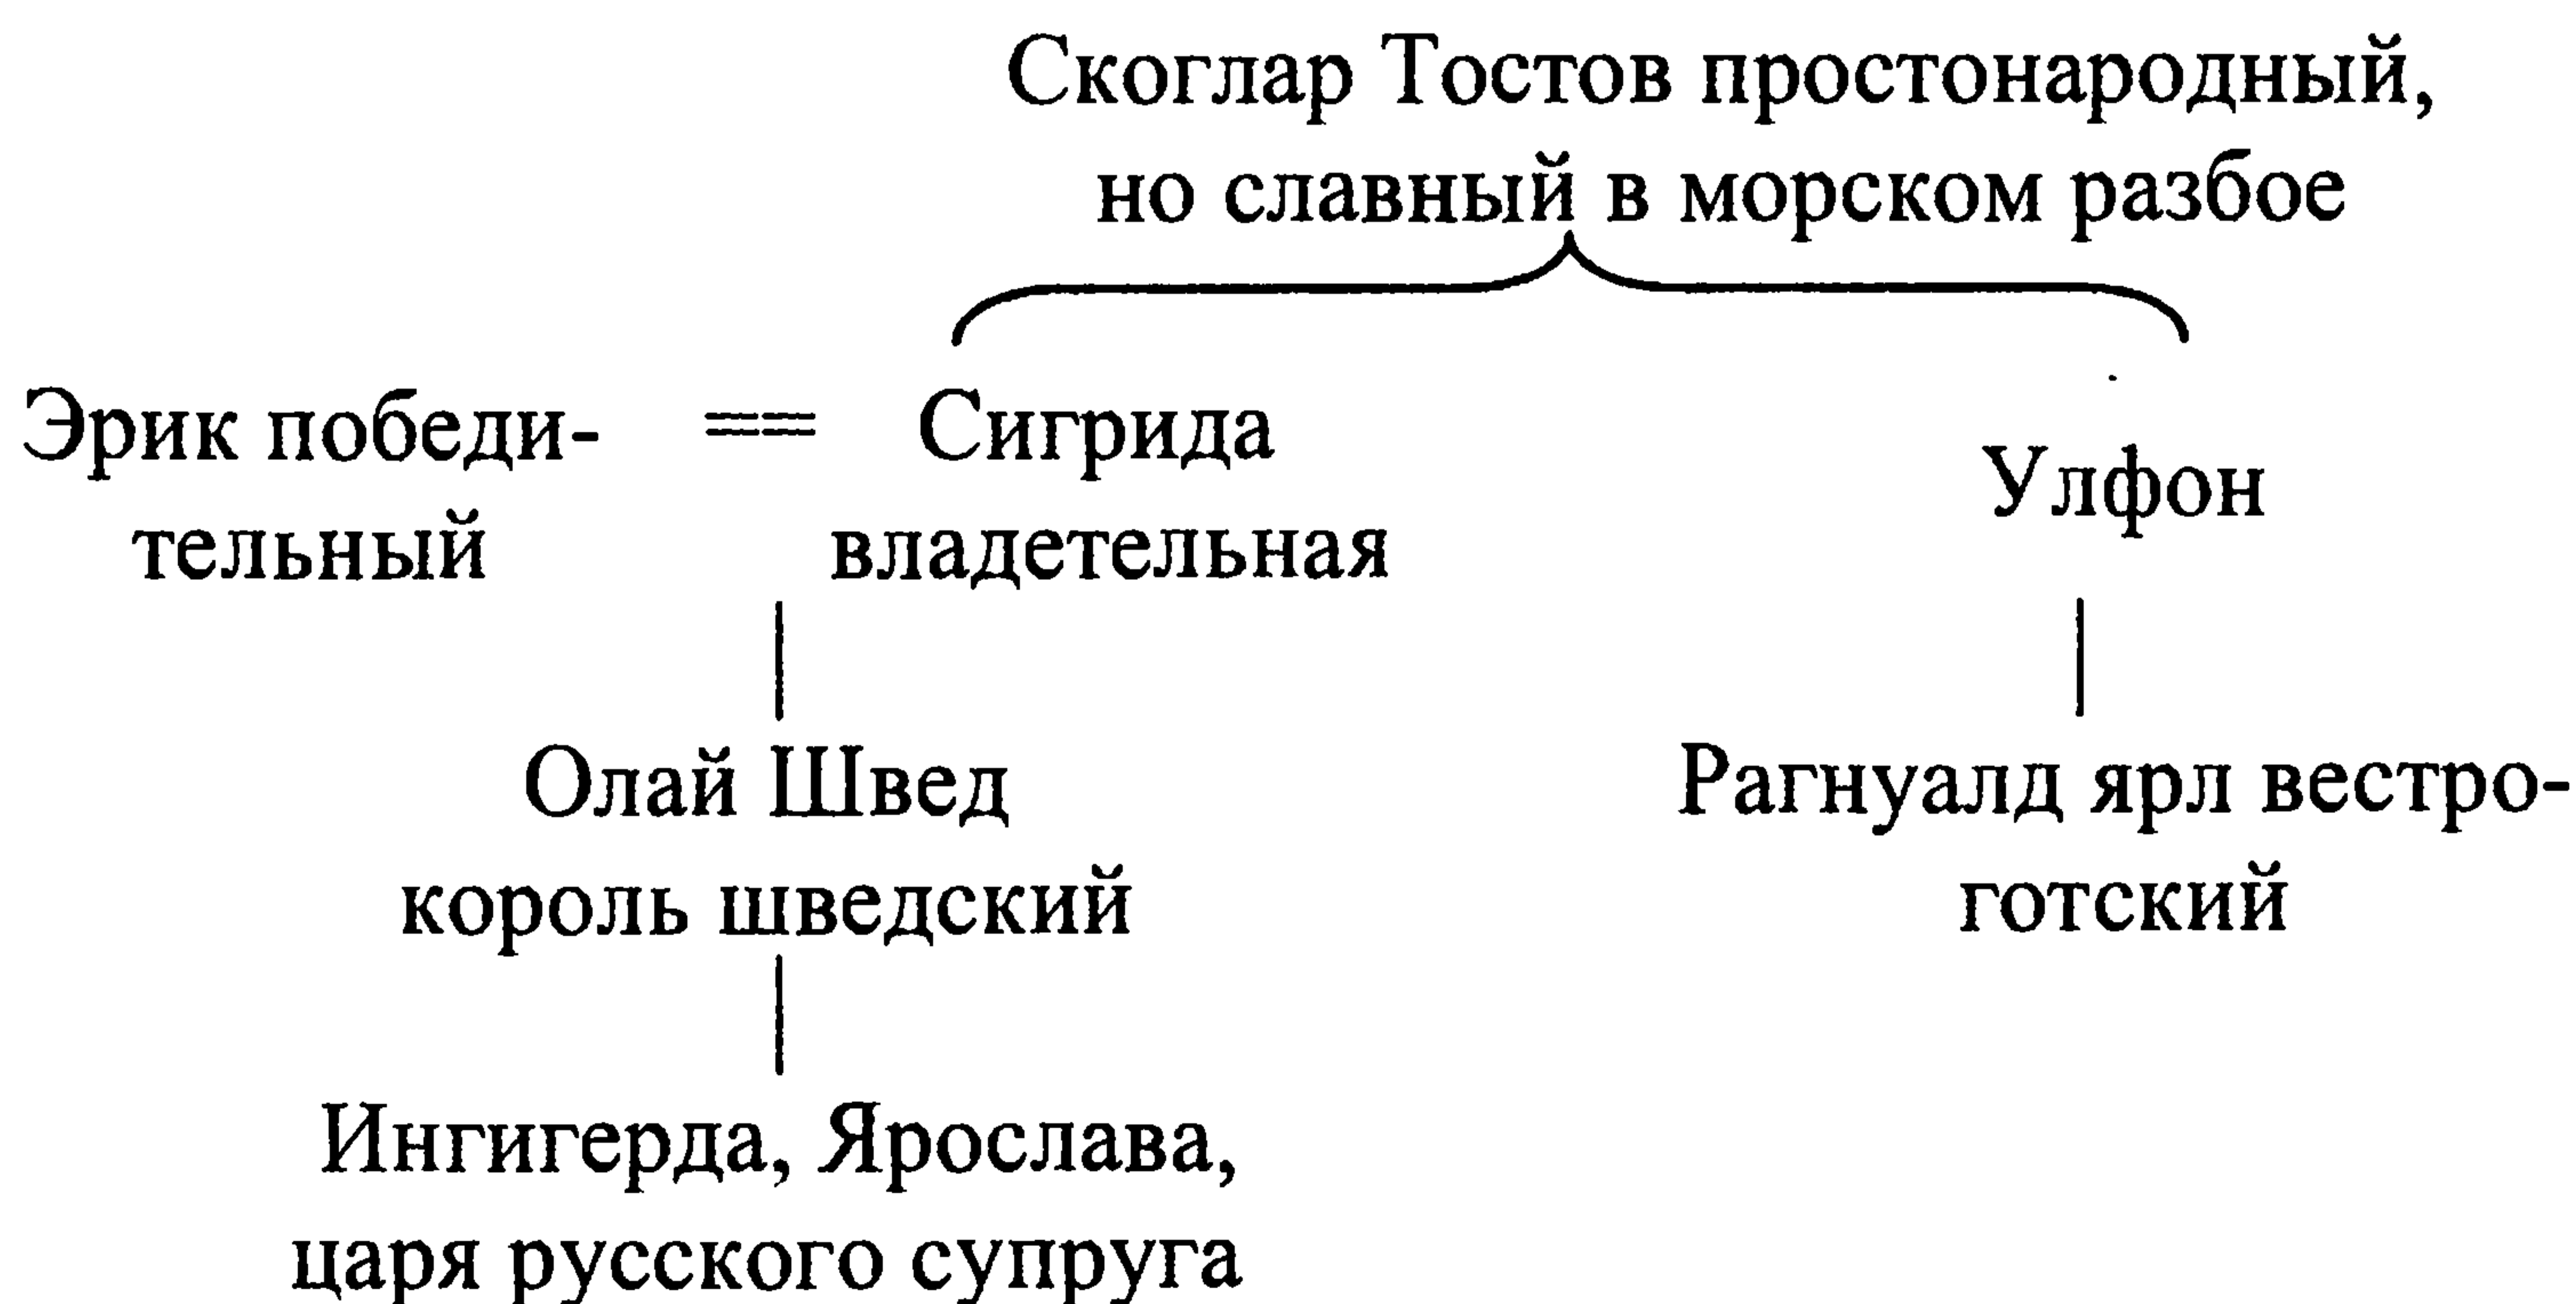 Скоглар Тостов простонародный,
но славный в морском разбое
Эрик победи-
тельный
==
Сигрида
владетельная
Улфон
Олай Швед
король шведский
Рагнуалд ярл вестро-
готский
Ингигерда, Ярослава,
царя русского супруга